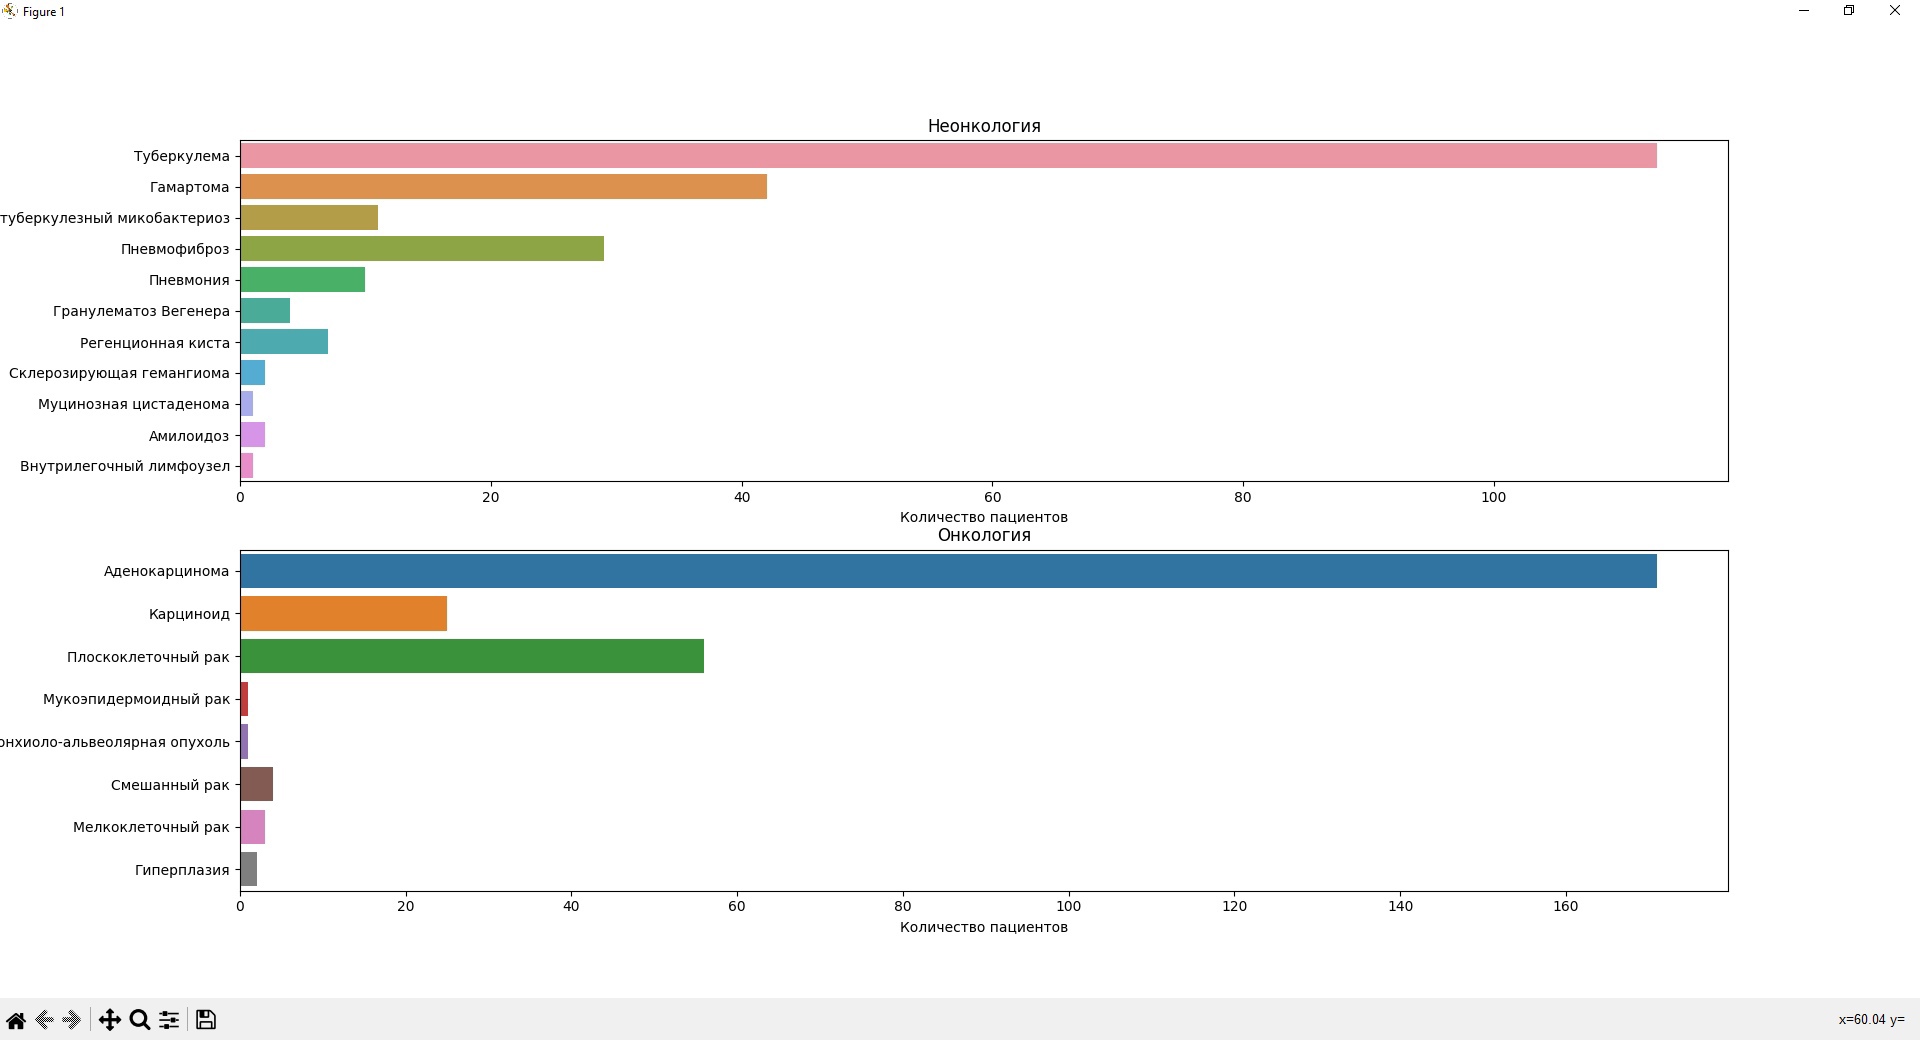 Figure 1
Неонкология
Туберкулема
Гамартома
туберкулезный микобактериоз
Пневмофиброз
Пневмония
Гранулематоз Вегенера
Регенционная киста
Склерозирующая гемангиома
Муцинозная цистаденома
Амилоидоз
Внутрилегочный лимфоузел
0 20 40 60 80 100
Количество пациентов
Онкология
Аденокарцинома
Карциноид
Плоскоклеточный рак
Мукоэпидермоидный рак
онхиоло-альвеолярная опухоль
Смешанный рак
Мелкоклеточный рак
Гиперплазия
0 20 40 60 80 100 120 140 160
Количество пациентов
x=60.04 y=